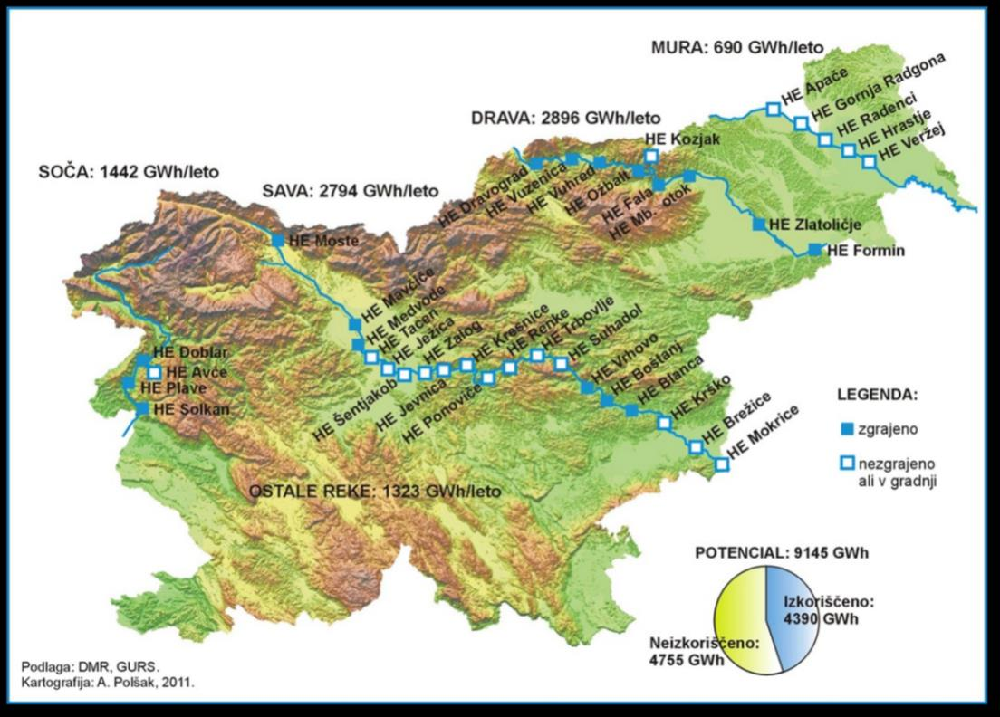 MURA: 690 GWh/leto
HE Apače
HE Gornja Radgona
HE Radenci
HE Hrastje
HE Veržej
DRAVA: 2896 GWh/leto
HE Kozjak
HE Dravograd
HE Vuzenica
HE Vuhred
HE Ožbalt
HE Fala
HE Mb. otok
HE Zlatoličje
HE Formin
SOČA: 1442 GWh/leto
SAVA: 2794 GWh/leto
HE Moste
HE Mavčiče
HE Medvode
HE Tacen
HE Ježica
HE Šentjakob
HE Zalog
HE Jevnica
HE Kresnice
HE Ponoviče
HE Renke
HE Trbovlje
HE Suhadol
HE Vrhovo
HE Boštanj
HE Blanca
HE Krško
HE Brežice
HE Mokrice
HE Doblar
HE Avče
HE Plave
HE Solkan
OSTALE REKE: 1323 GWh/leto
LEGENDA:
zgrajeno
nezgrajeno
ali v gradnji
POTENCIAL: 9145 GWh
Izkoriščeno:
4390 GWh
Neizkoriščeno:
4755 GWh
Podlaga: DMR, GURS.
Kartografija: A. Polšak, 2011.